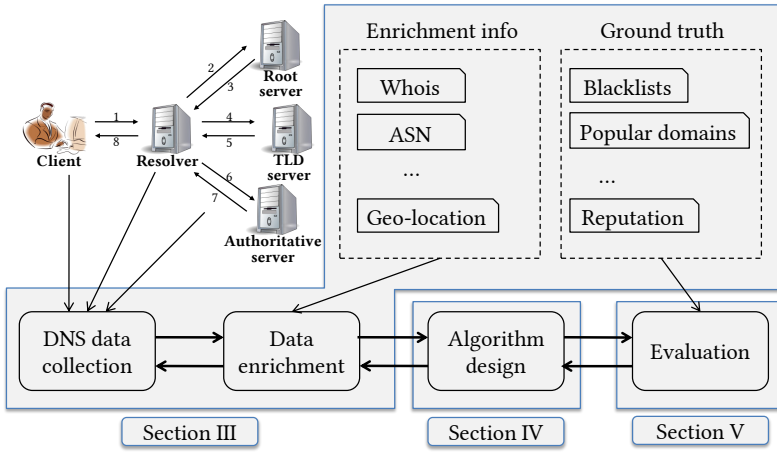 Enrichment info
Ground truth
2
Root
server
3
Whois
Blacklists
1
4
ASN
Popular domains
8
5
Client
Resolver
TLD
server
...
...
6
7
Geo-location
Reputation
Authoritative
server
DNS data
collection
Data
enrichment
Algorithm
design
Evaluation
Section III
Section IV
Section V